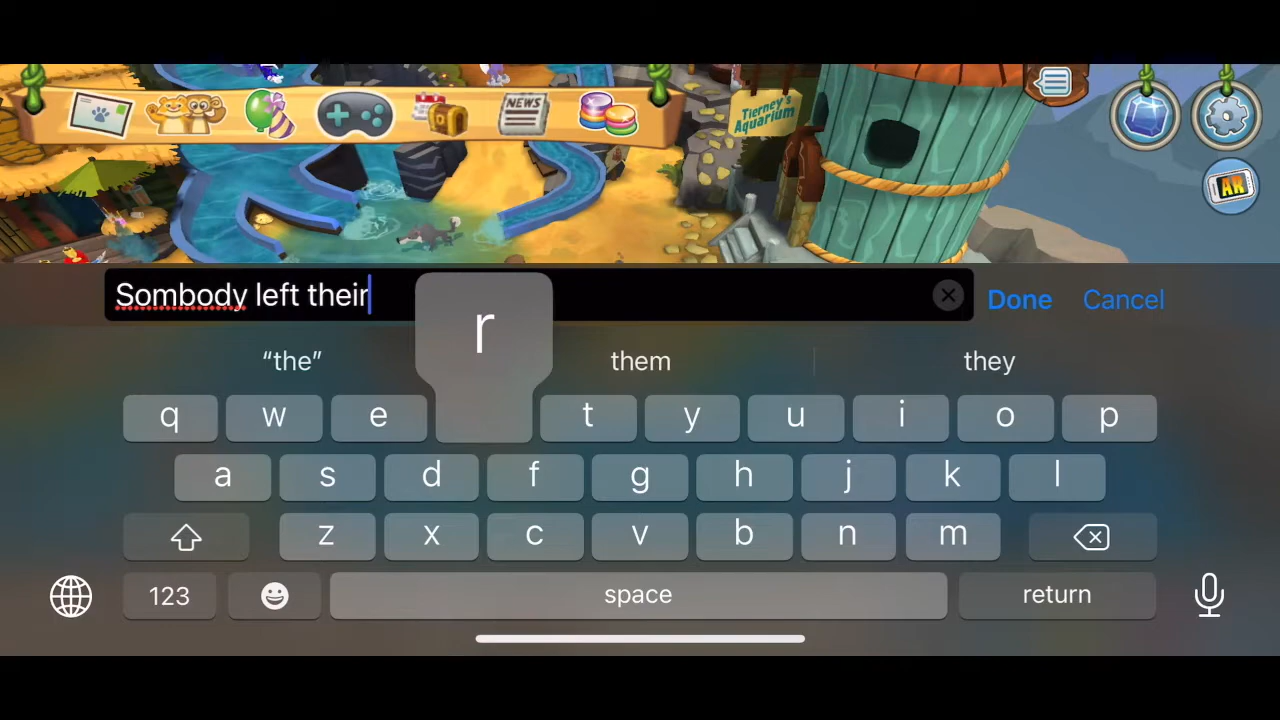 NEWS
Tierney's
Aquarium
AR
Sombody left their
Done
Cancel
r
“the”
them
they
q w e t y u i o p
a s d f g h j k l
z x c v b n m
123
space
return